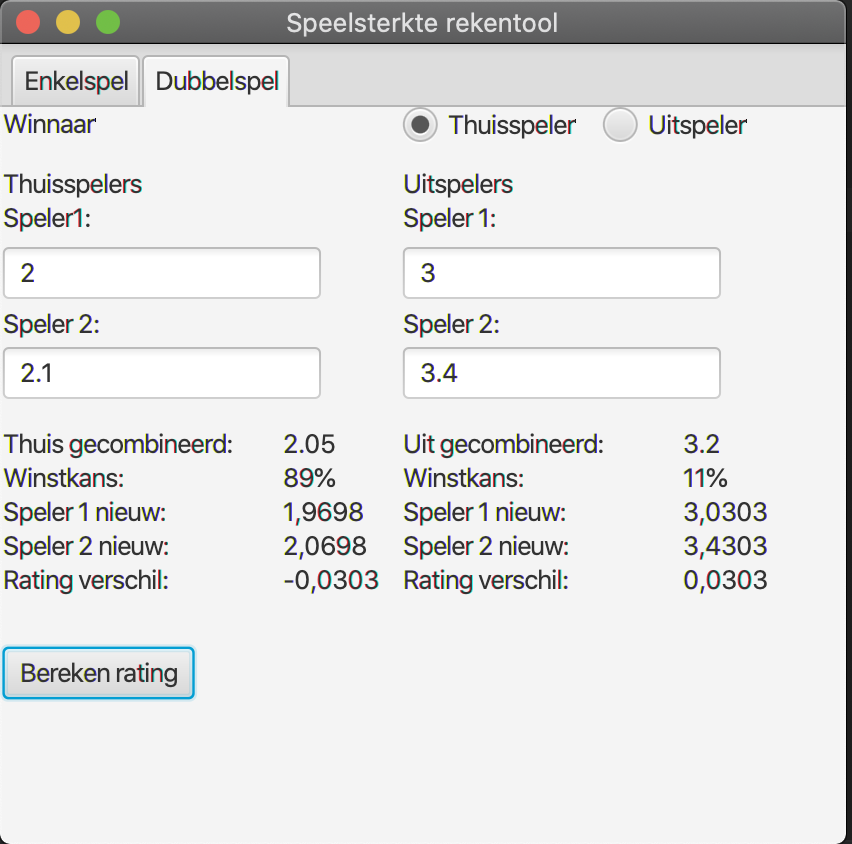 Speelsterkte rekentool
Enkelspel Dubbelspel
Winnaar Thuisspeler Uitspeler
Thuisspelers Uitspelers
Speler1: Speler 1:
2 3
Speler 2: Speler 2:
2.1 3.4
Thuis gecombineerd: 2.05 Uit gecombineerd: 3.2
Winstkans: 89% Winstkans: 11%
Speler 1 nieuw: 1,9698 Speler 1 nieuw: 3,0303
Speler 2 nieuw: 2,0698 Speler 2 nieuw: 3,4303
Rating verschil: -0,0303 Rating verschil: 0,0303
Bereken rating